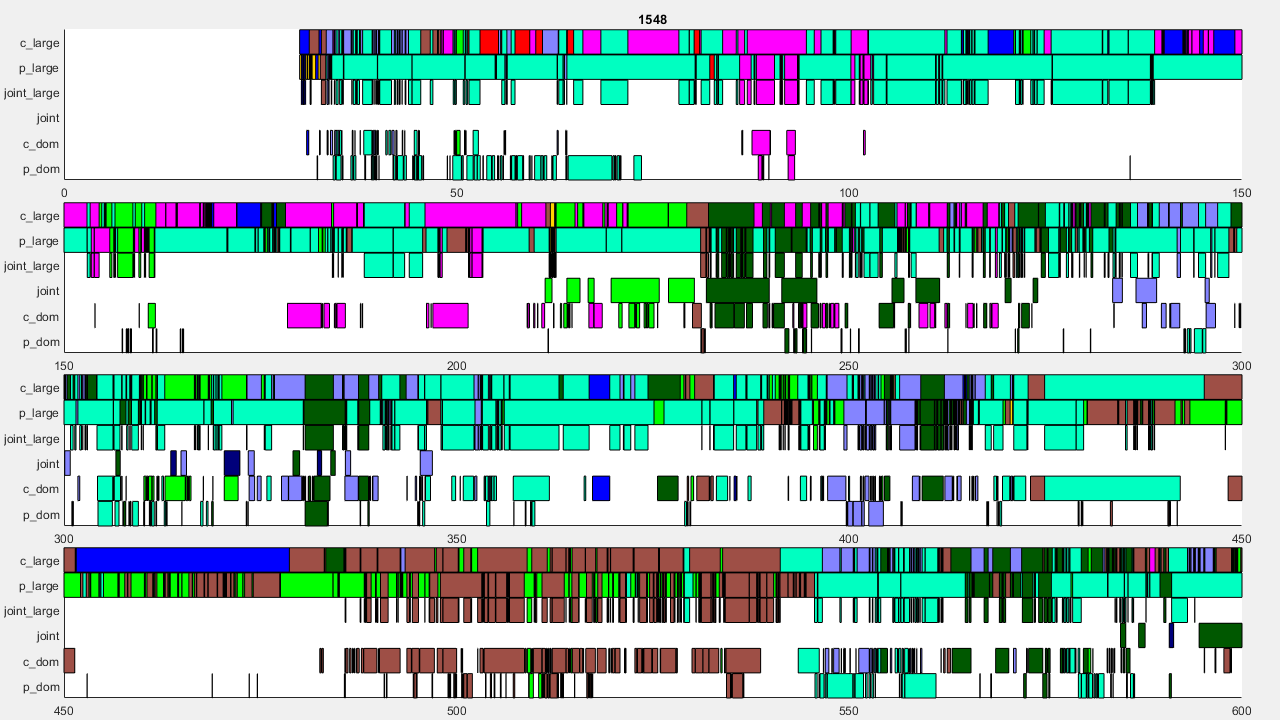 1548
c_large
p_large
joint_large
joint
c_dom
p_dom
0 50 100 150
c_large
p_large
joint_large
joint
c_dom
p_dom
150 200 250 300
c_large
p_large
joint_large
joint
c_dom
p_dom
300 350 400 450
c_large
p_large
joint_large
joint
c_dom
p_dom
450 500 550 600